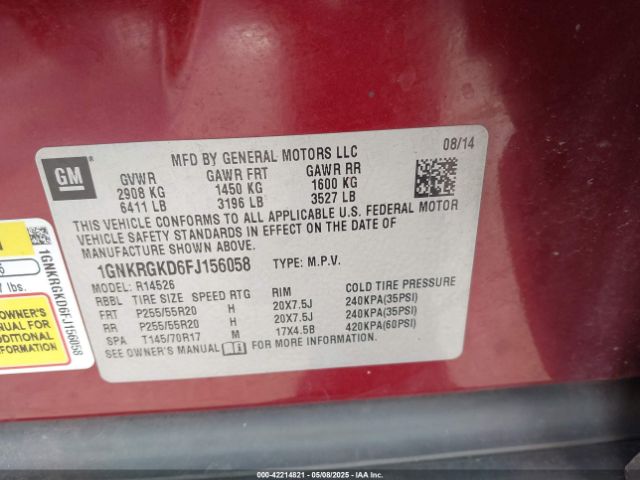 GM
MFD BY GENERAL MOTORS LLC
08/14
GVWR GAWR FRT GAWR RR
2908 KG 1450 KG 1600 KG
6411 LB 3196 LB 3527 LB
THIS VEHICLE CONFORMS TO ALL APPLICABLE U.S. FEDERAL MOTOR
VEHICLE SAFETY STANDARDS IN EFFECT ON THE DATE OF
MANUFACTURE SHOWN ABOVE.
1GNKRGKD6FJ156058 TYPE: M.P.V.
MODEL: R14526
RBBL TIRE SIZE SPEED RTG RIM COLD TIRE PRESSURE
FRT P255/55R20 H 20X7.5J 240KPA(35PSI)
RR P255/55R20 H 20X7.5J 240KPA(35PSI)
SPA T145/70R17 M 17X4.5B 420KPA(60PSI)
SEE OWNER'S MANUAL FOR MORE INFORMATION.
lbs.
OWNER'S
MANUAL FOR
ADDITIONAL
INFORMATION
1GNKRGKD6FJ156058
000-42214821 - 05/08/2025 - IAA Inc.